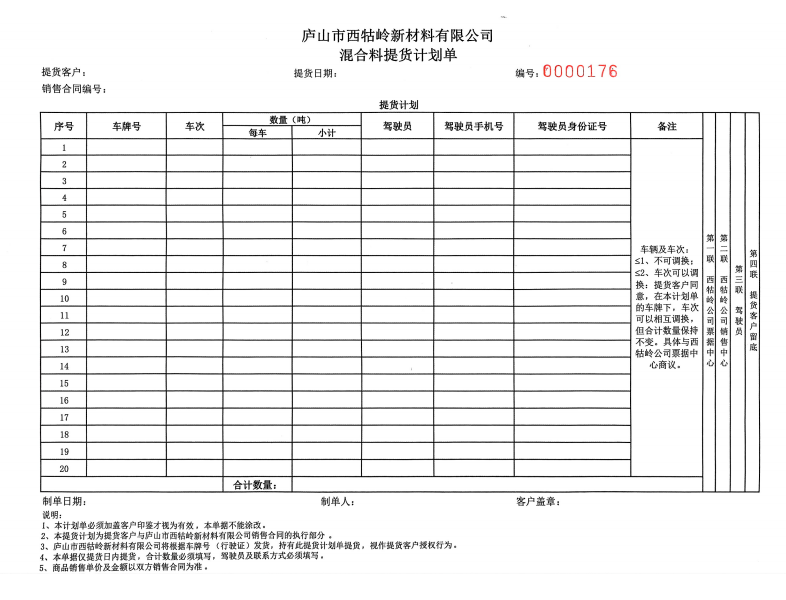 庐山市西牯岭新材料有限公司
混合料提货计划单
提货客户： 提货日期： 编号：0000176
销售合同编号：
提货计划
序号 车牌号 车次 数量（吨） 驾驶员 驾驶员手机号 驾驶员身份证号 备注
每车 小计
1
2
3
4
5
6
7
8
9
10
11
12
13
14
15
16
17
18
19
20
车辆及车次：
≤1、不可调换；
≤2、车次可以调
换：提货客户同
意，在本计划单
的车牌下，车次
可以相互调换，
但合计数量保持
不变。具体与西
牯岭公司票据中
心商议。
第一联 西牯岭公司票据中心
第二联 西牯岭公司销售中心
第三联 驾驶员
第四联 提货客户留底
合计数量：
制单日期： 制单人： 客户盖章：
说明：
1、本计划单必须加盖客户印鉴才视为有效，本单据不能涂改。
2、本提货计划为提货客户与庐山市西牯岭新材料有限公司销售合同的执行部分。
3、庐山市西牯岭新材料有限公司将根据车牌号（行驶证）发货，持有此提货计划单提货，视作提货客户授权行为。
4、本单据仅提货日内提货，合计数量必须填写，驾驶员及联系方式必须填写。
5、商品销售单价及金额以双方销售合同为准。